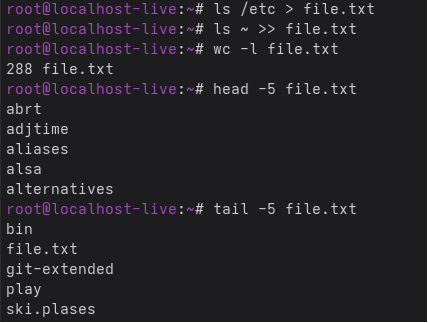 root@localhost-live:~# ls /etc > file.txt
root@localhost-live:~# ls ~ >> file.txt
root@localhost-live:~# wc -l file.txt
288 file.txt
root@localhost-live:~# head -5 file.txt
abrt
adjtime
aliases
alsa
alternatives
root@localhost-live:~# tail -5 file.txt
bin
file.txt
git-extended
play
ski.plases